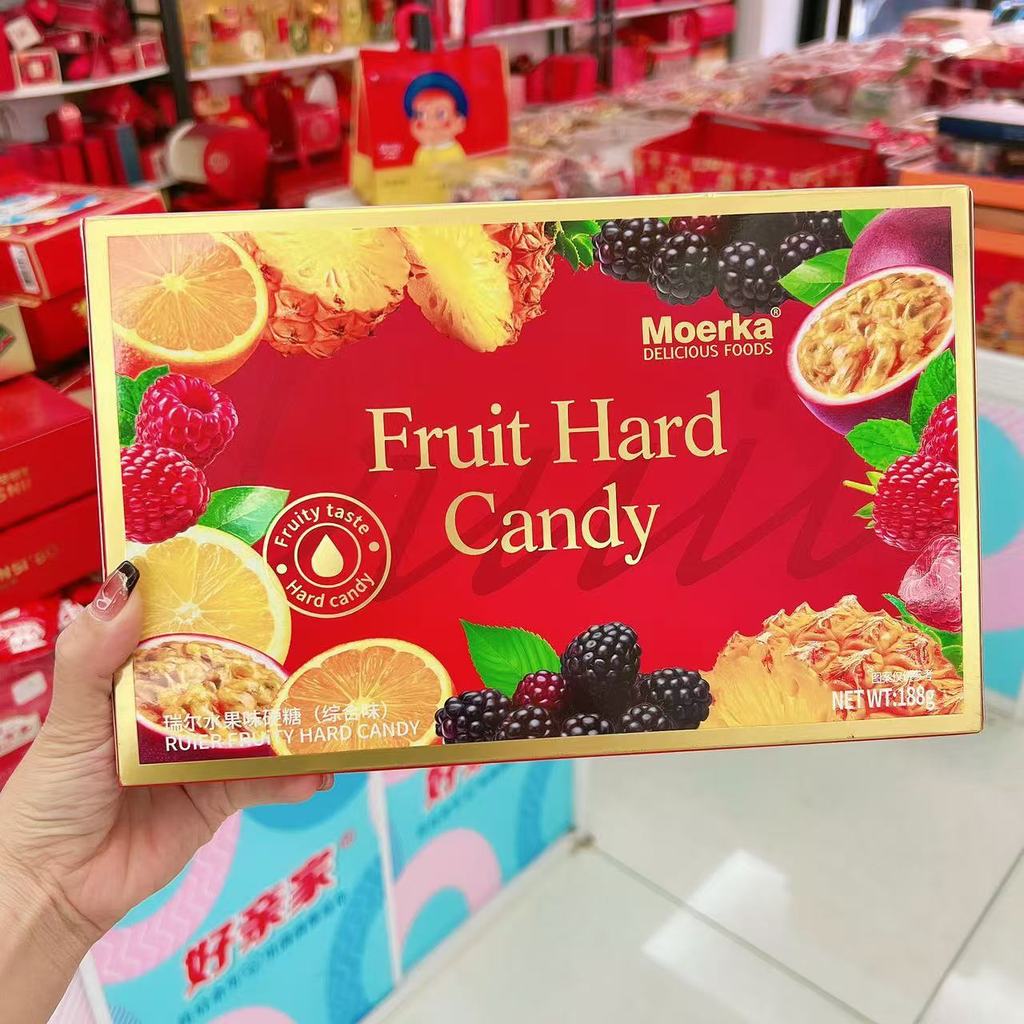 Moerka®
DELICIOUS FOODS
Fruit Hard
Candy
Fruity taste
Hard candy
图案仅供参考
NET WT:188g
瑞尔水果味硬糖（综合味）
RUIER FRUITY HARD CANDY
好亲家®